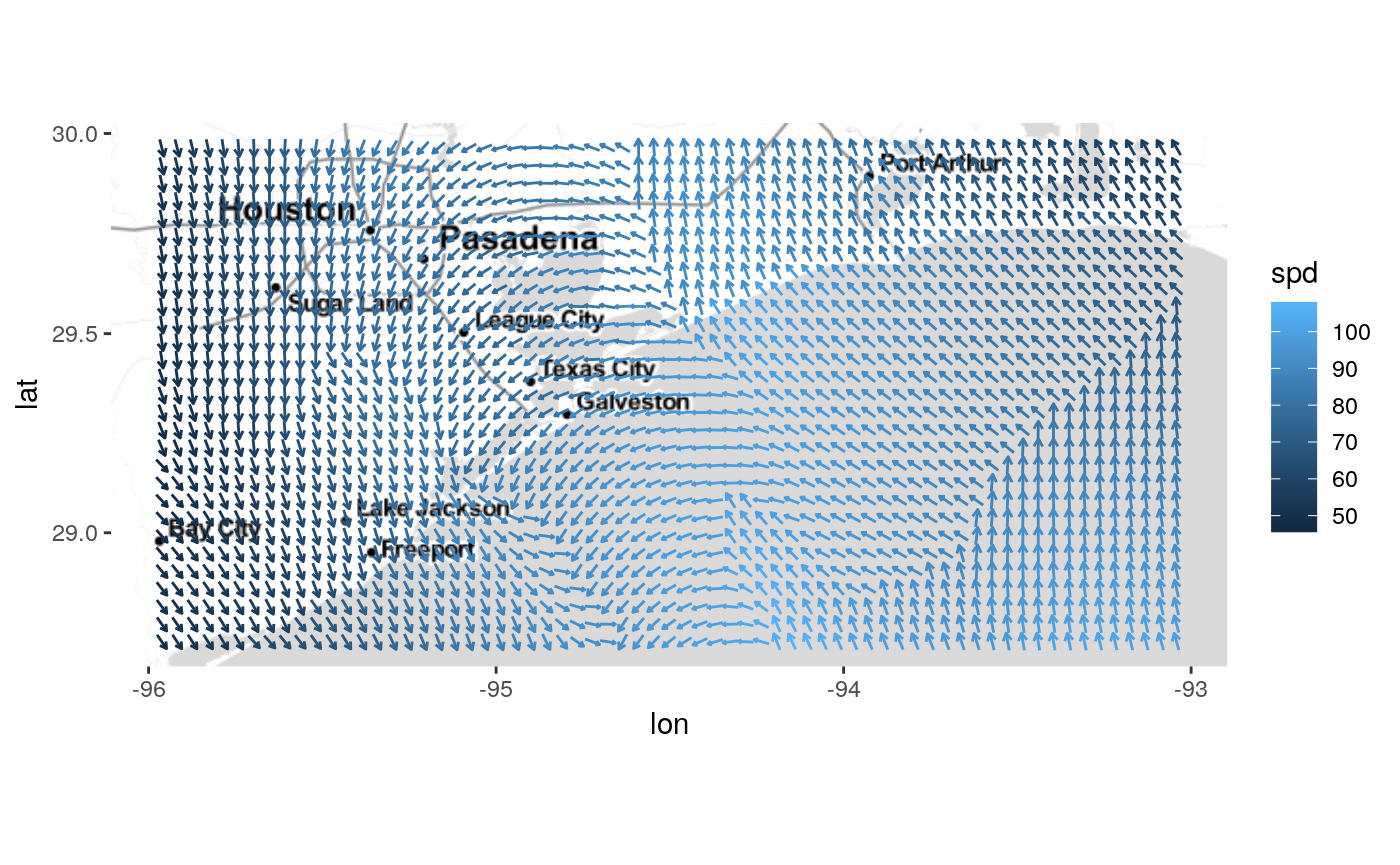 30.0
Port Arthur
Houston
Pasadena
Sugar Land
League City
29.5
Texas City
Galveston
Lake Jackson
29.0
Bay City
Freeport
lat
-96
-95
-94
-93
lon
spd
100
90
80
70
60
50